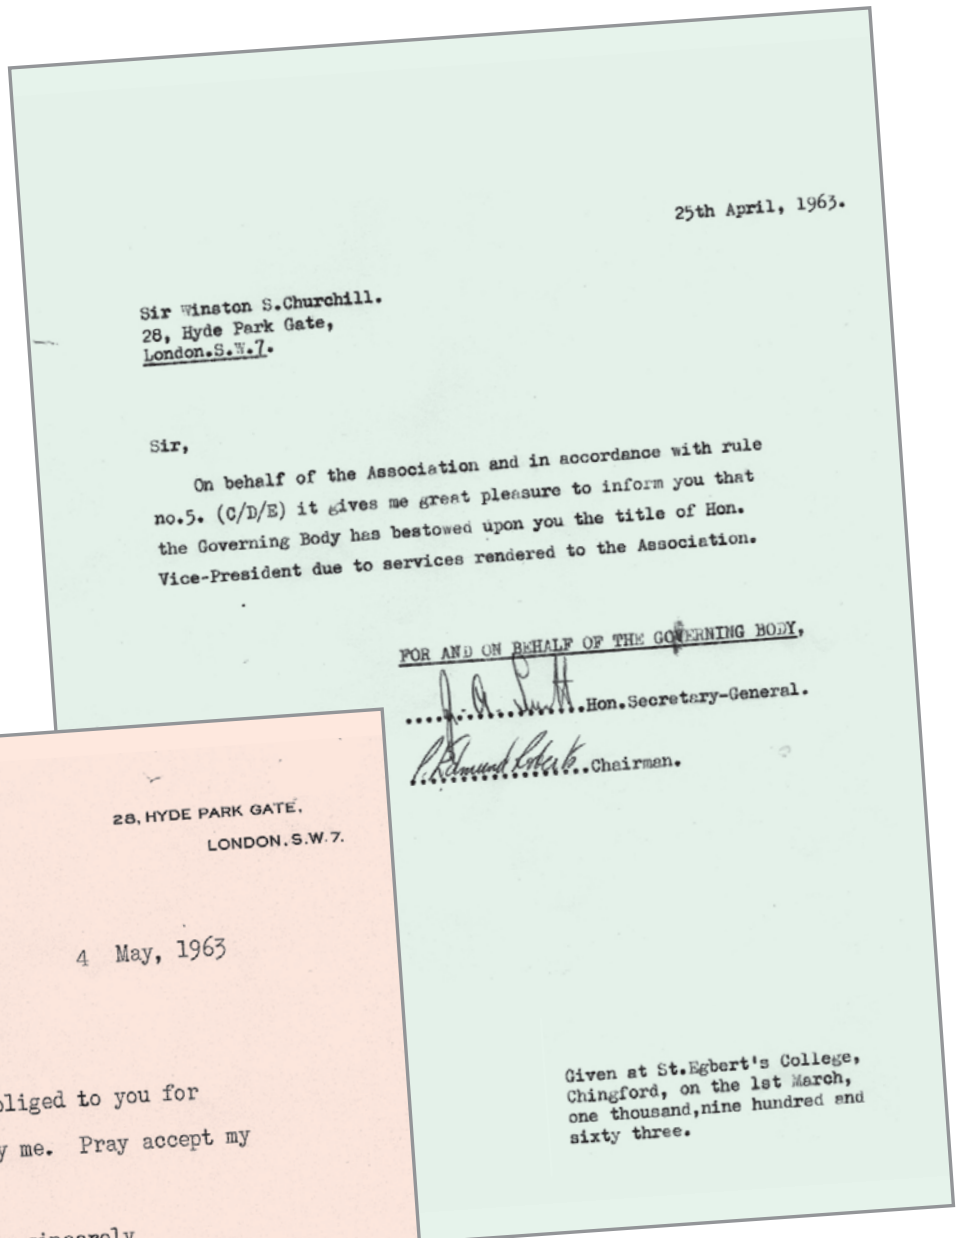 25th April, 1963.
Sir Winston S.Churchill.
28, Hyde Park Gate,
London.S.W.7.
Sir,
On behalf of the Association and in accordance with rule
no.5. (C/D/E) it gives me great pleasure to inform you that
the Governing Body has bestowed upon you the title of Hon.
Vice-President due to services rendered to the Association.
FOR AND ON BEHALF OF THE GOVERNING BODY,
Hon.Secretary-General.
P. Edmund Roberts Chairman.
Given at St.Egbert's College,
Chingford, on the 1st March,
one thousand,nine hundred and
sixty three.
28, HYDE PARK GATE,
LONDON. S.W.7.
4 May, 1963
bliged to you for
y me. Pray accept my
sincerely